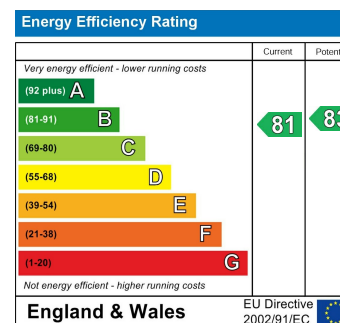 Energy Efficiency Rating
Current Potent
Very energy efficient - lower running costs
(92 plus) A
(81-91) B
81 83
(69-80) C
(55-68) D
(39-54) E
(21-38) F
(1-20) G
Not energy efficient - higher running costs
England & Wales
EU Directive
2002/91/EC